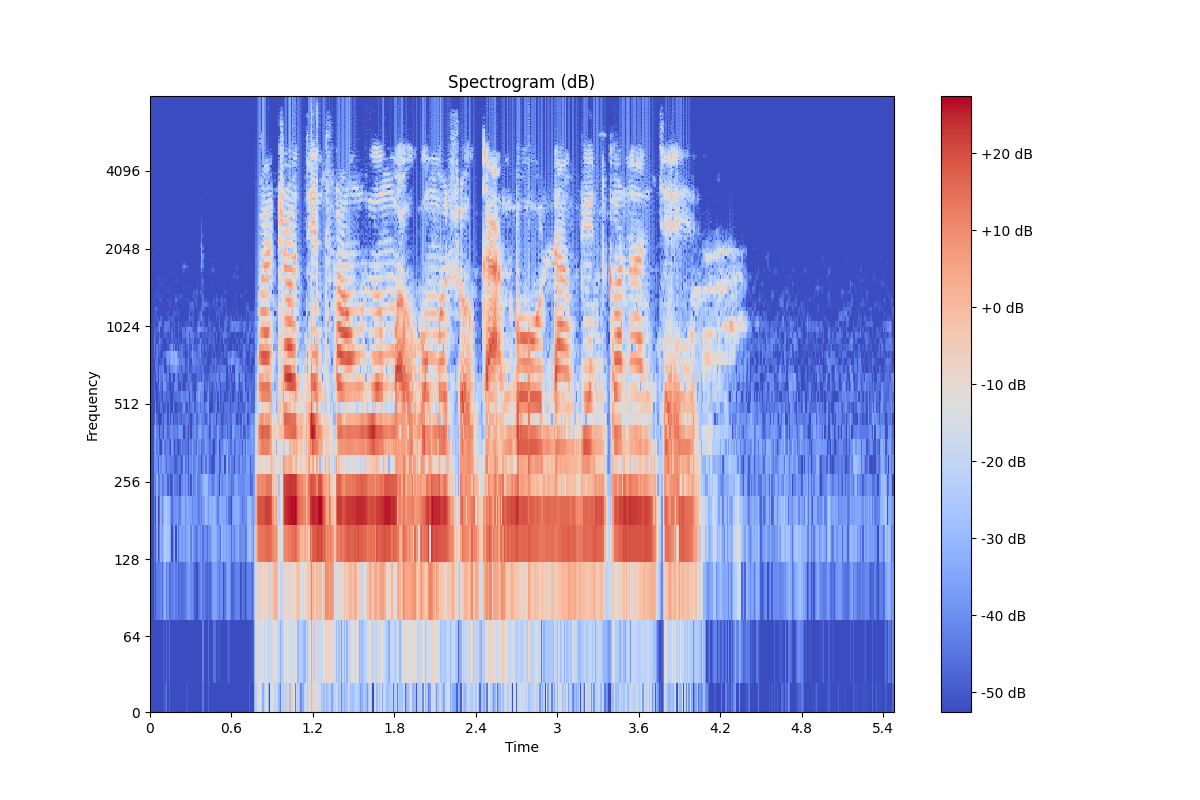 Spectrogram (dB)
Frequency
4096
2048
1024
512
256
128
64
0
0 0.6 1.2 1.8 2.4 3 3.6 4.2 4.8 5.4
Time
+20 dB
+10 dB
+0 dB
-10 dB
-20 dB
-30 dB
-40 dB
-50 dB